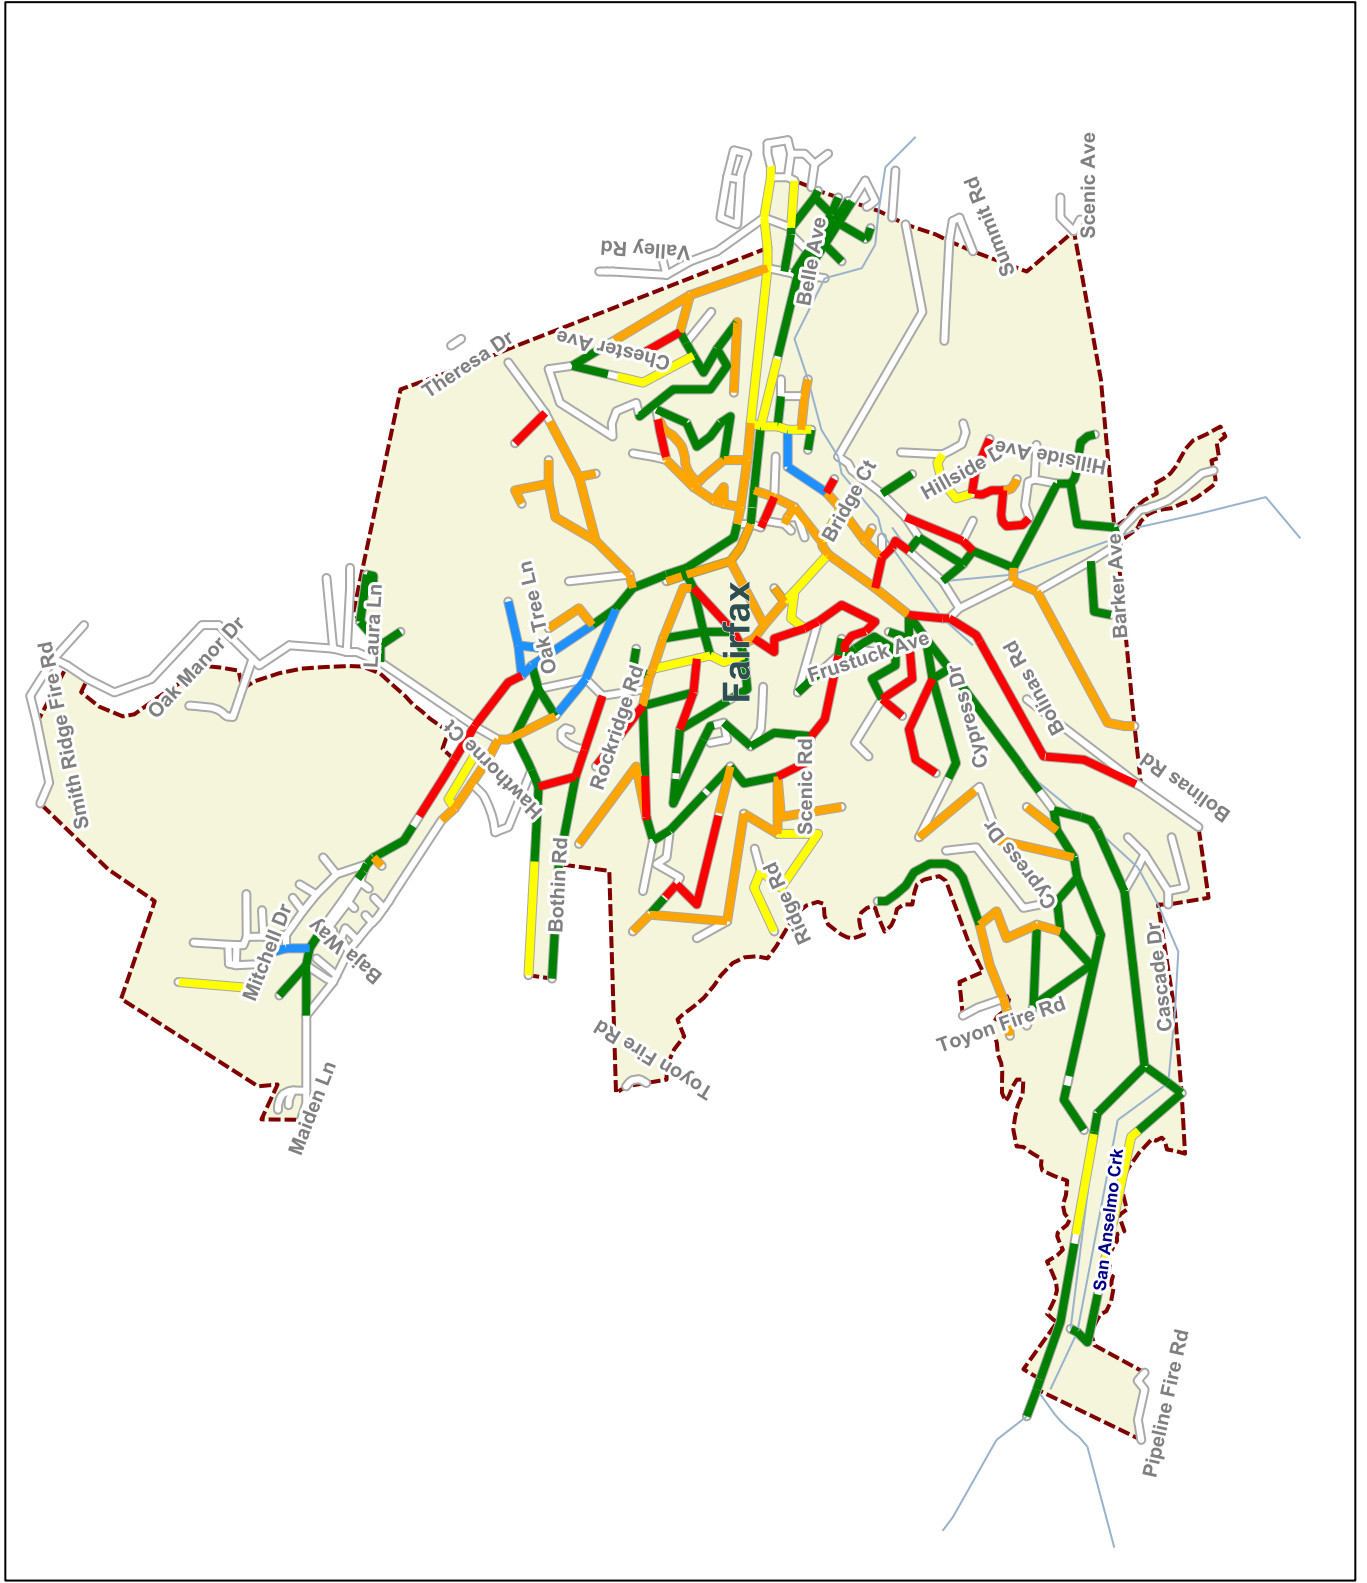 Scenic Ave
Summit Rd
Valley Rd
Belle Ave
Chester Ave
Theresa Dr
Hillside Ave
Hillside D
Bridge Ct
Barker Ave
Oak Tree Ln
Laura Ln
Fairfax
Oak Manor Dr
Frustuck Ave
Smith Ridge Fire Rd
Bolinas Rd
Cypress Dr
Rockridge Rd
Hawthorne Ct
Scenic Rd
Bolinas Rd
Cypress Dr
Bothin Rd
Ridge Rd
Mitchell Dr
Baja Way
Cascade Dr
Toyon Fire Rd
Toyon Fire Rd
Maiden Ln
San Anselmo Crk
Pipeline Fire Rd